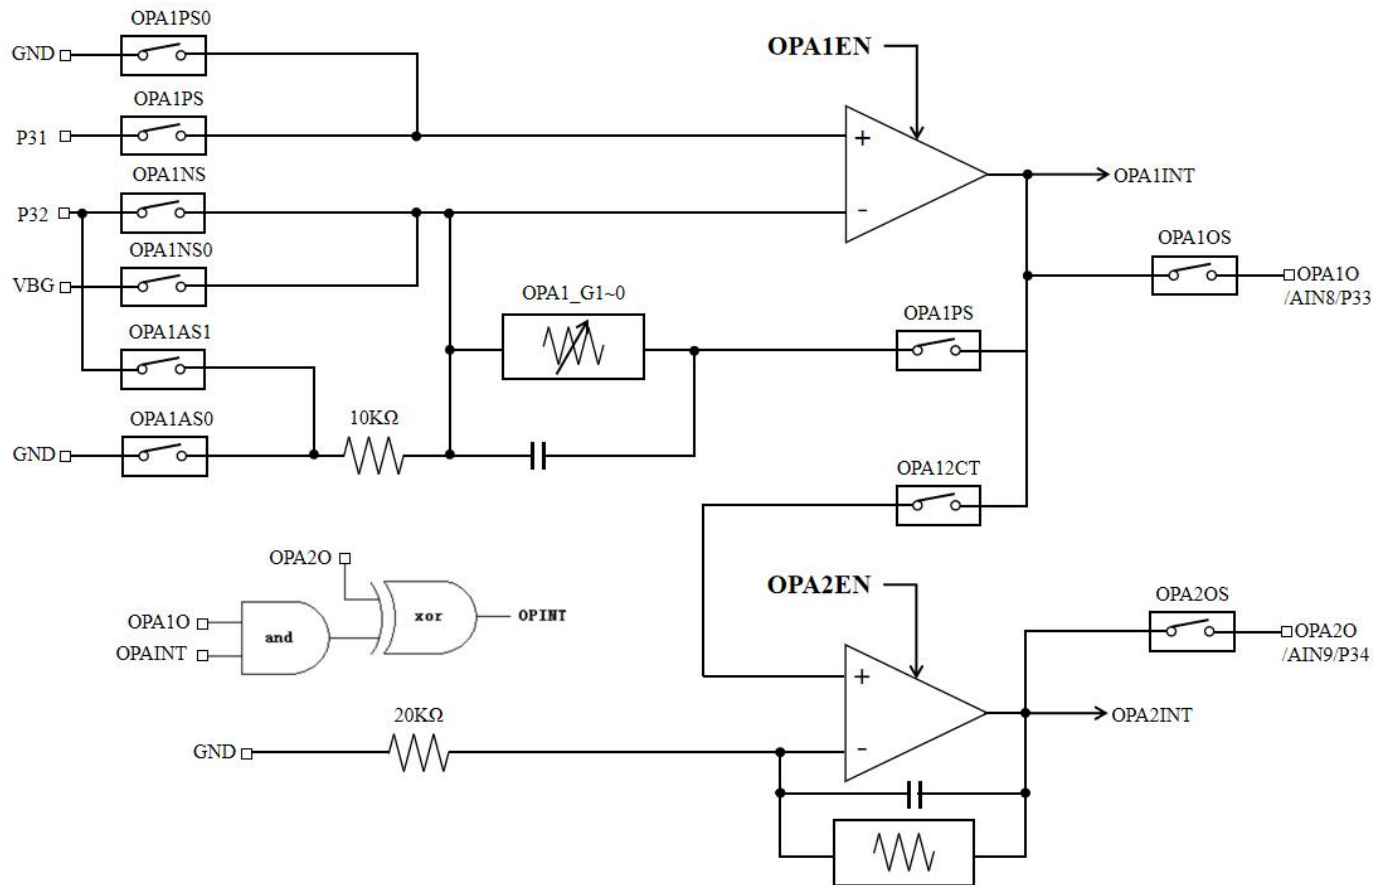 OPA1PS0
GND
OPA1EN
OPA1PS
P31
+
OPA1NS
OPA1INT
P32
-
OPA1OS
OPA1NS0
VBG
OPA1O
/AIN8/P33
OPA1_G1~0
OPA1PS
OPA1AS1
OPA1AS0
10KΩ
GND
OPA12CT
OPA2O
OPA2EN
OPA2OS
OPA1O
and
xor
OPINT
OPAINT
OPA2O
/AIN9/P34
+
20KΩ
OPA2INT
GND
-